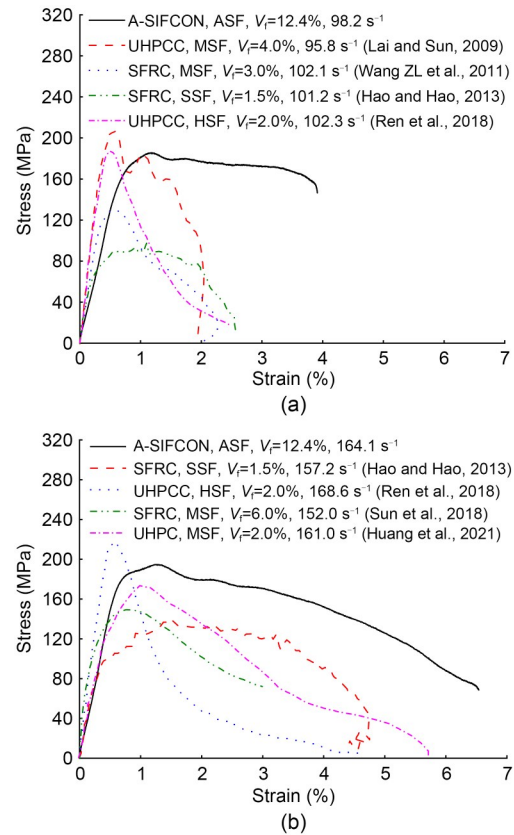 320
280
240
200
160
120
80
40
0
Stress (MPa)
A-SIFCON, ASF, Vf=12.4%, 98.2 s⁻¹
UHPCC, MSF, Vf=4.0%, 95.8 s⁻¹ (Lai and Sun, 2009)
SFRC, MSF, Vf=3.0%, 102.1 s⁻¹ (Wang ZL et al., 2011)
SFRC, SSF, Vf=1.5%, 101.2 s⁻¹ (Hao and Hao, 2013)
UHPCC, HSF, Vf=2.0%, 102.3 s⁻¹ (Ren et al., 2018)
0 1 2 3 4 5 6 7
Strain (%)
(a)
320
280
240
200
160
120
80
40
0
Stress (MPa)
A-SIFCON, ASF, Vf=12.4%, 164.1 s⁻¹
SFRC, SSF, Vf=1.5%, 157.2 s⁻¹ (Hao and Hao, 2013)
UHPCC, HSF, Vf=2.0%, 168.6 s⁻¹ (Ren et al., 2018)
SFRC, MSF, Vf=6.0%, 152.0 s⁻¹ (Sun et al., 2018)
UHPC, MSF, Vf=2.0%, 161.0 s⁻¹ (Huang et al., 2021)
0 1 2 3 4 5 6 7
Strain (%)
(b)